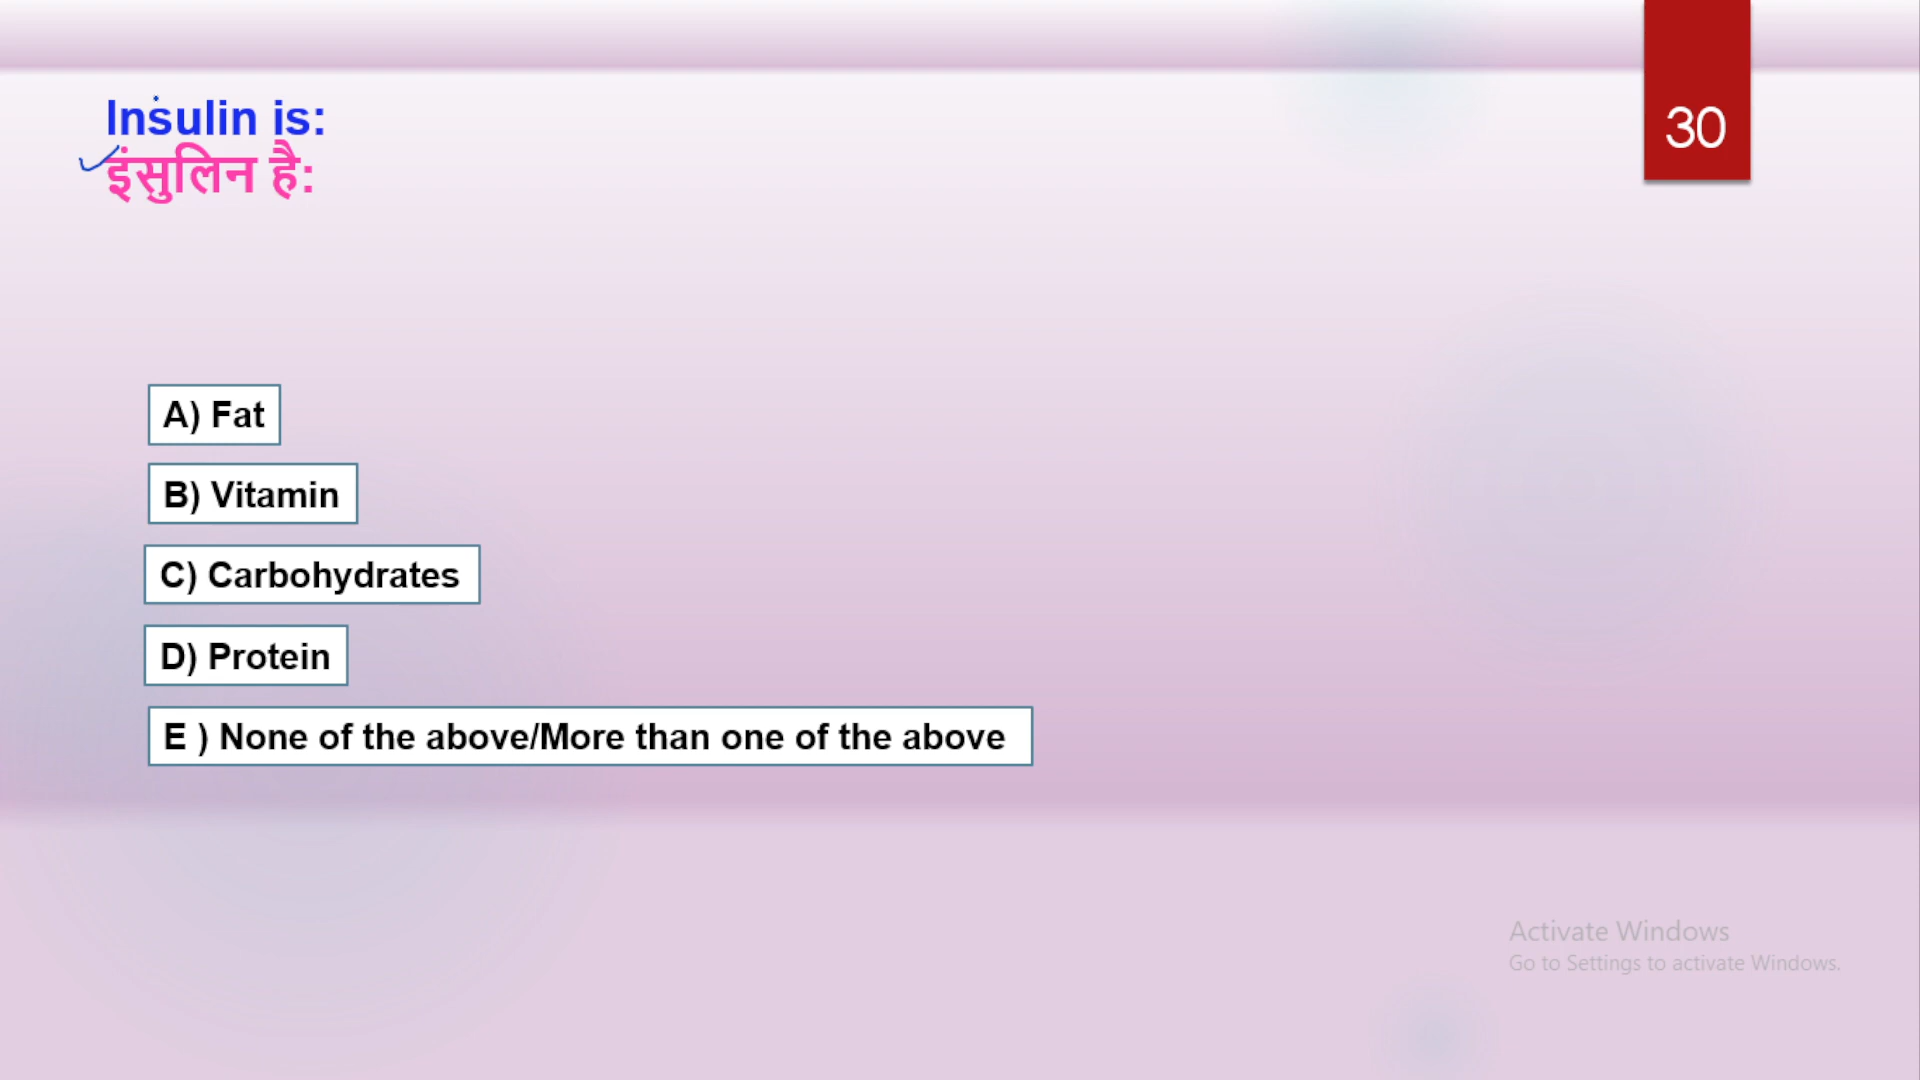 Insulin is:
इंसुलिन है:
30
A) Fat
B) Vitamin
C) Carbohydrates
D) Protein
E ) None of the above/More than one of the above
Activate Windows
Go to Settings to activate Windows.